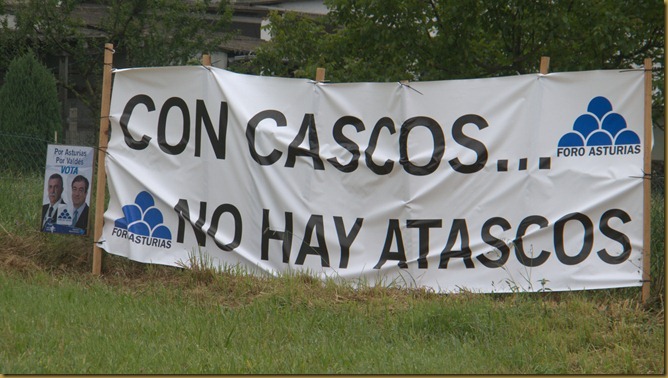 CON CASCOS...
FORO ASTURIAS
FORO ASTURIAS
NO HAY ATASCOS
Por Asturias
Por Valdés
VOTA